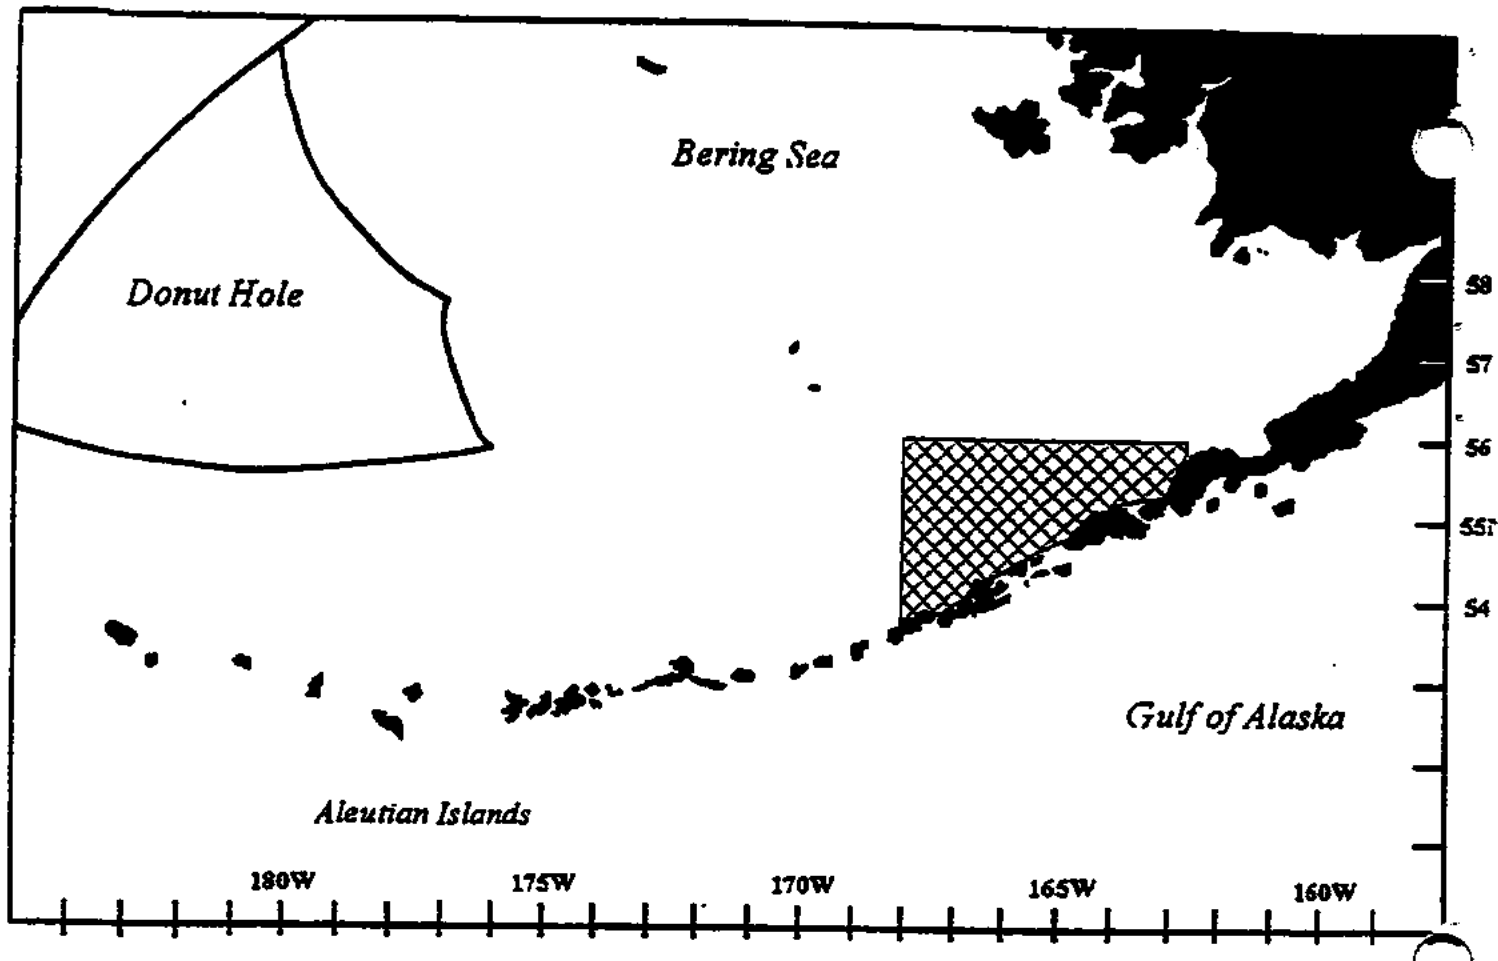 Bering Sea
Donut Hole
58
57
56
55
54
Gulf of Alaska
Aleutian Islands
180W
175W
170W
165W
160W